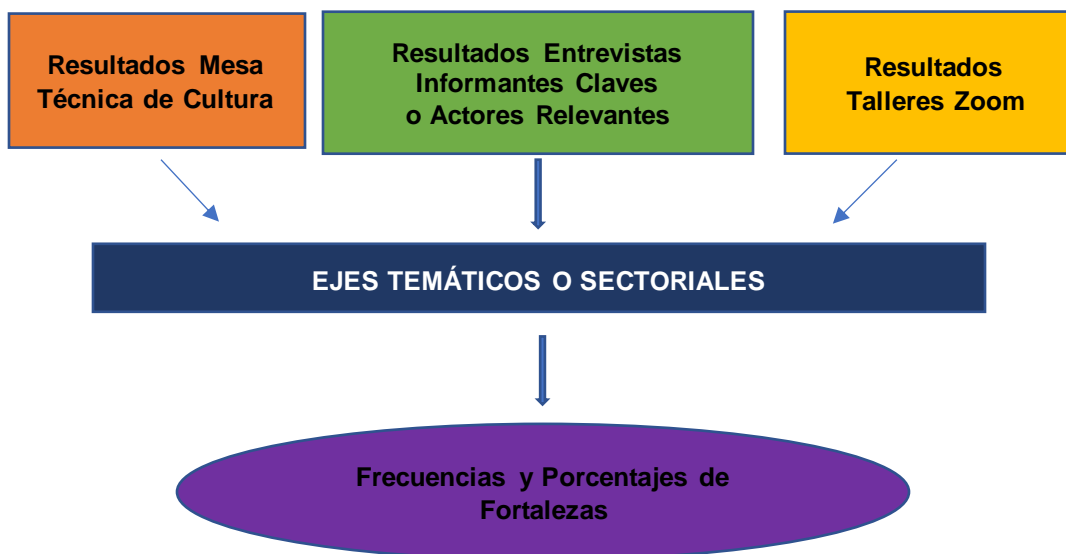 Resultados Mesa
Técnica de Cultura
Resultados Entrevistas
Informantes Claves
o Actores Relevantes
Resultados
Talleres Zoom
EJES TEMÁTICOS O SECTORIALES
Frecuencias y Porcentajes de
Fortalezas